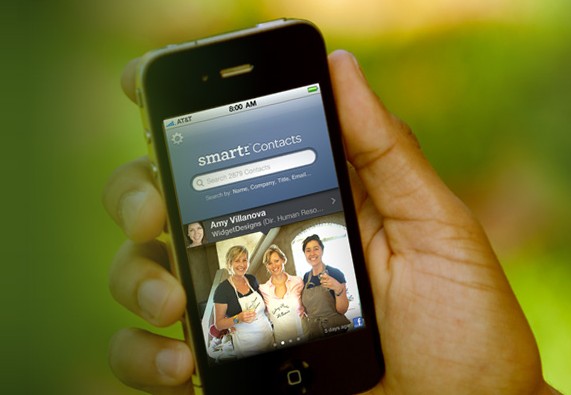 AT&T
8:00 AM
smartr Contacts
Search 2879 Contacts
Search by Name, Company, Title, Email...
Amy Villanova
WidgetDesigns (Dir. Human Reso...
5 days ago f